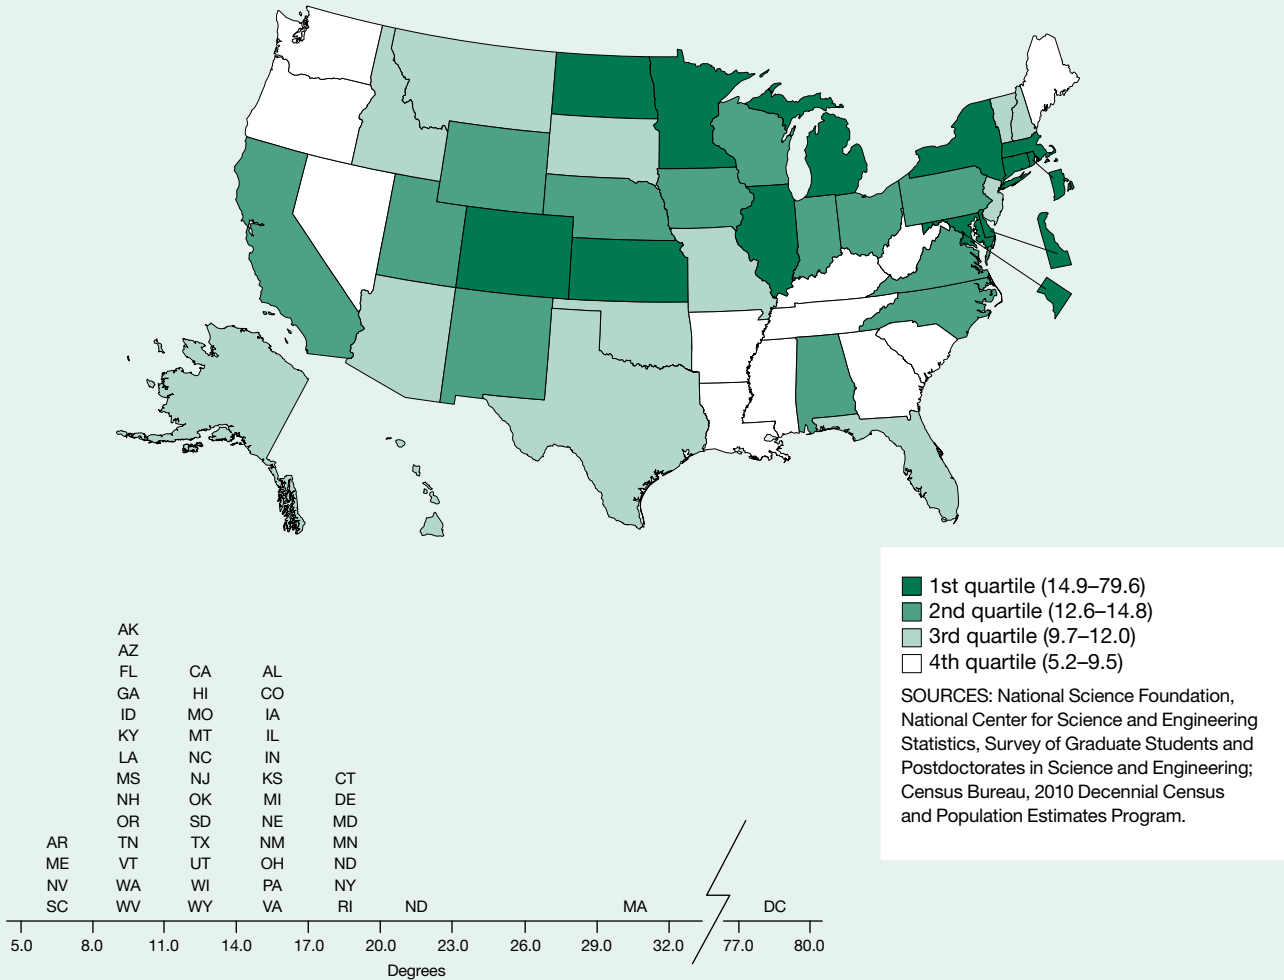 1st quartile (14.9–79.6)
2nd quartile (12.6–14.8)
3rd quartile (9.7–12.0)
4th quartile (5.2–9.5)
SOURCES: National Science Foundation,
National Center for Science and Engineering
Statistics, Survey of Graduate Students and
Postdoctorates in Science and Engineering;
Census Bureau, 2010 Decennial Census
and Population Estimates Program.
AK
AZ
FL CA AL
GA HI CO
ID MO IA
KY MT IL
LA NC IN
MS NJ KS CT
NH OK MI DE
OR SD NE MD
AR TN TX NM MN
ME VT UT OH ND
NV WA WI PA NY
SC WV WY VA RI ND MA DC
5.0 8.0 11.0 14.0 17.0 20.0 23.0 26.0 29.0 32.0 77.0 80.0
Degrees